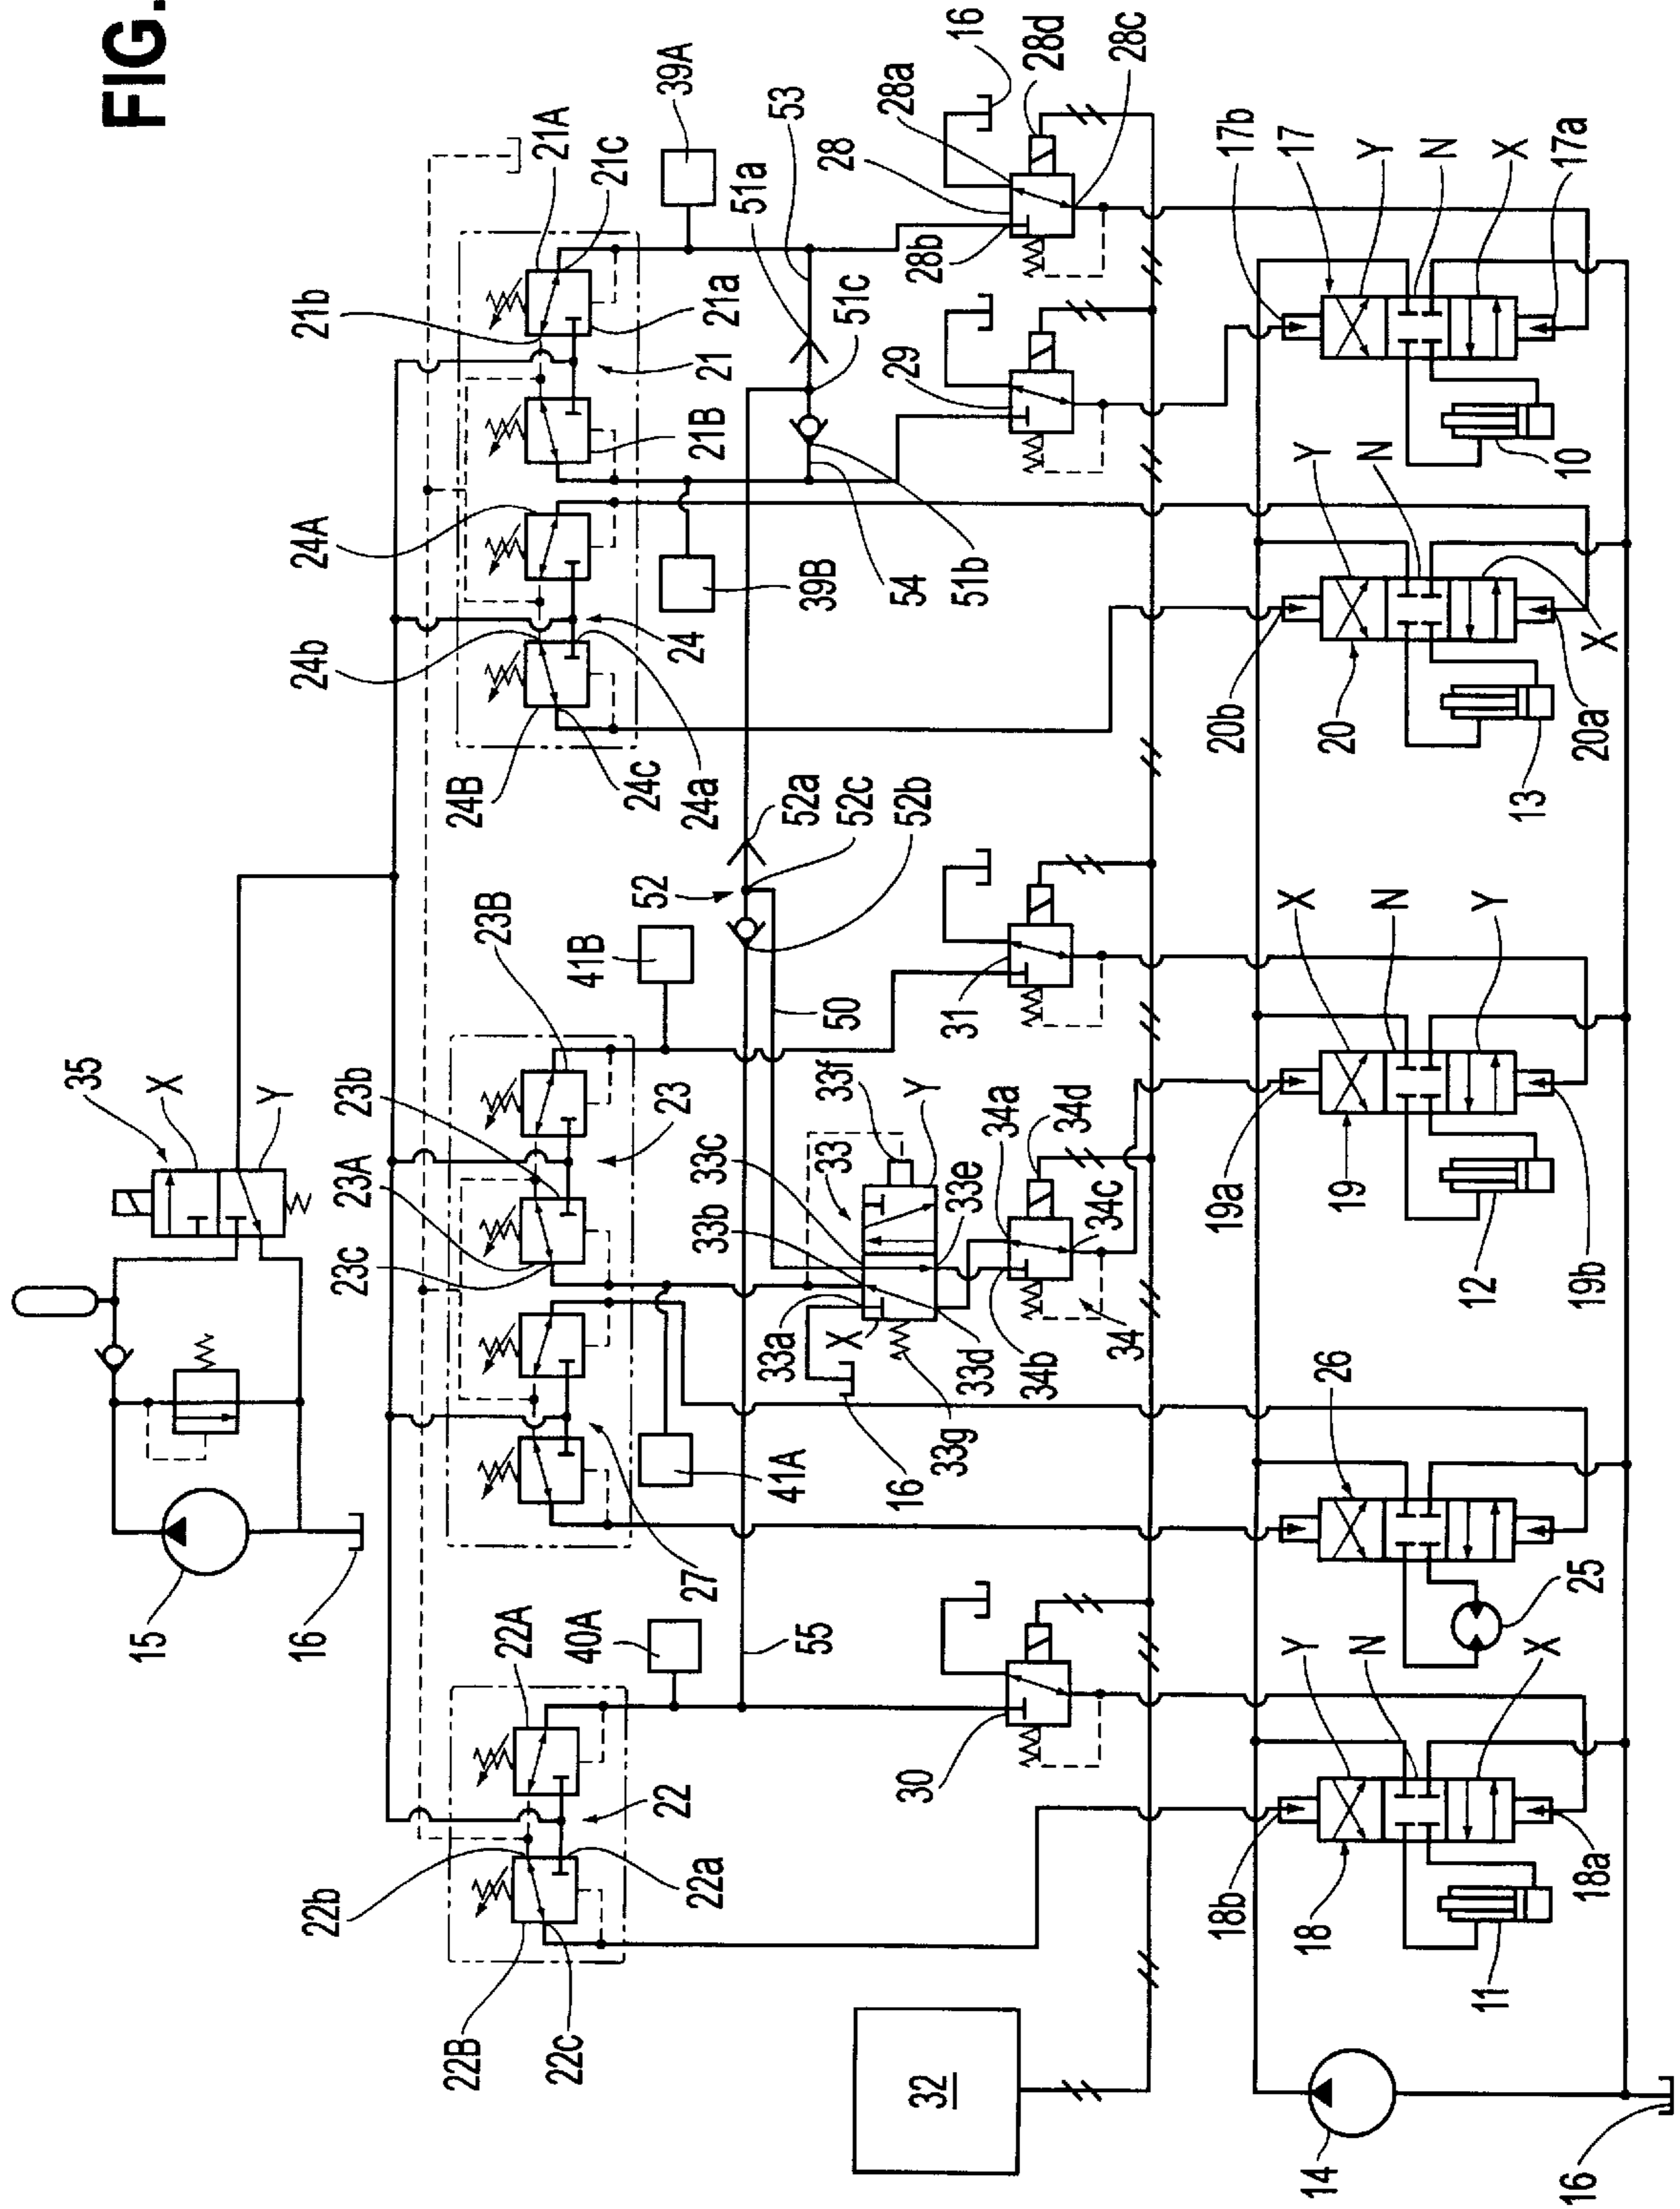 FIG.
35
X
Y
15
16
39A
21A
21c
53
51a
21b
21a
21
21B
24A
24b
24
24B
24c
24a
39B
54
51b
51c
28
28a
28b
16
28d
28c
29
52a
52c
52b
52
23B
41B
23b
23
23A
23c
50
31
33f
33
Y
33c
33b
33e
33a
X
33d
33g
16
34a
34d
34c
34b
34
41A
27
22A
40A
55
22
22b
22a
22B
22c
30
32
17b
17
Y
N
X
17a
10
Y
N
X
20b
20
20a
13
X
N
Y
19a
19
19b
12
26
25
Y
N
X
18b
18
18a
11
14
16